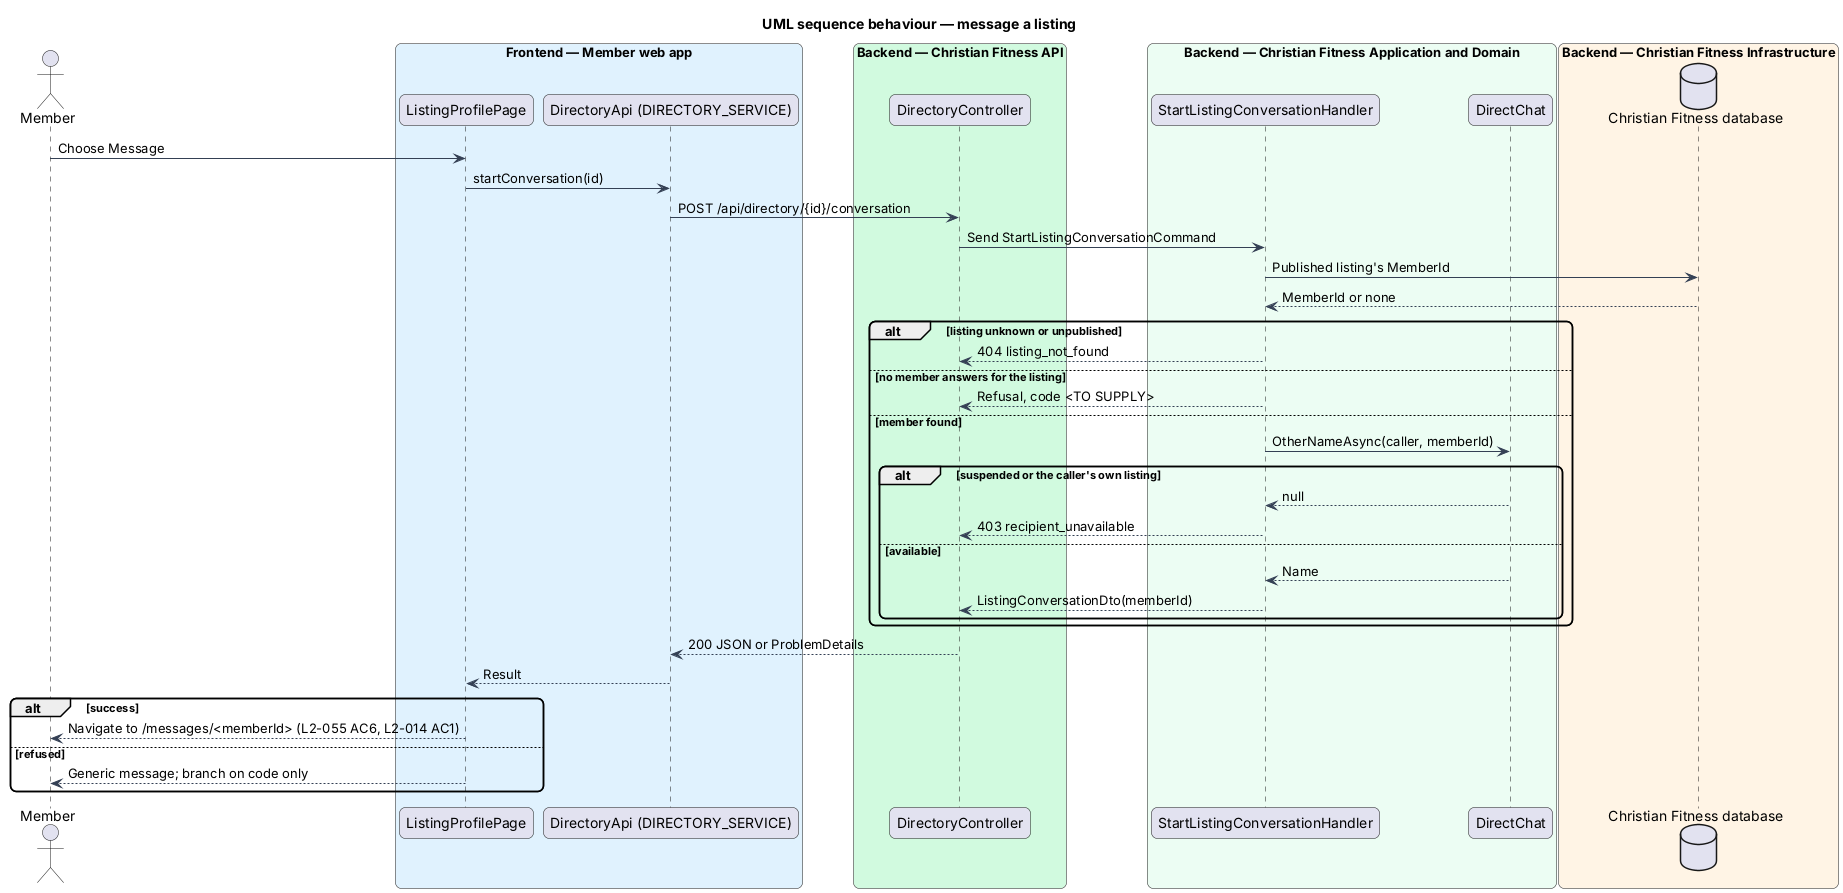 UML sequence behaviour — message a listing
Frontend — Member web app
Backend — Christian Fitness API
Backend — Christian Fitness Application and Domain
Backend — Christian Fitness Infrastructure
Member
ListingProfilePage
DirectoryApi (DIRECTORY_SERVICE)
DirectoryController
StartListingConversationHandler
DirectChat
Christian Fitness database
Choose Message
startConversation(id)
POST /api/directory/{id}/conversation
Send StartListingConversationCommand
Published listing's MemberId
MemberId or none
alt [listing unknown or unpublished]
404 listing_not_found
[no member answers for the listing]
Refusal, code <TO SUPPLY>
[member found]
OtherNameAsync(caller, memberId)
alt [suspended or the caller's own listing]
null
403 recipient_unavailable
[available]
Name
ListingConversationDto(memberId)
200 JSON or ProblemDetails
Result
alt [success]
Navigate to /messages/<memberId> (L2-055 AC6, L2-014 AC1)
[refused]
Generic message; branch on code only
Member
ListingProfilePage
DirectoryApi (DIRECTORY_SERVICE)
DirectoryController
StartListingConversationHandler
DirectChat
Christian Fitness database